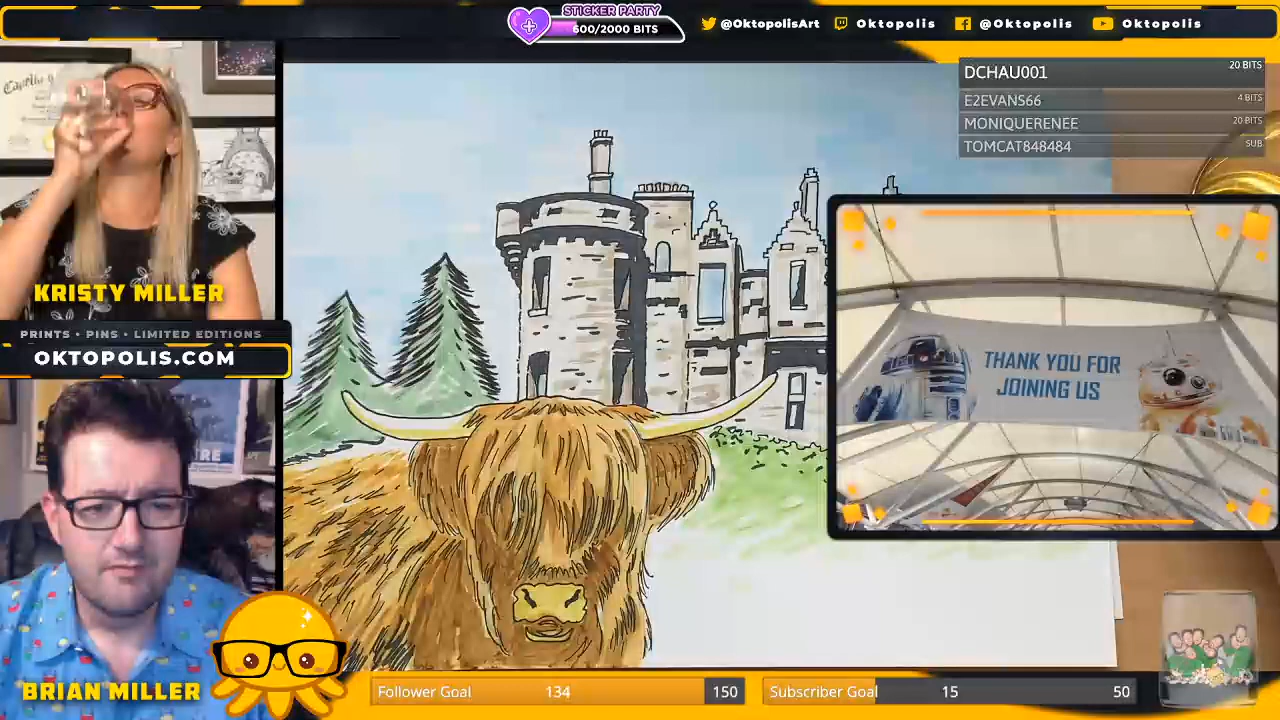 STICKER PARTY
600/2000 BITS
@OktopolisArt
Oktopolis
@Oktopolis
Oktopolis
DCHAU001
20 BITS
E2EVANS66
4 BITS
MONIQUERENEE
20 BITS
TOMCAT848484
SUB
KRISTY MILLER
PRINTS • PINS • LIMITED EDITIONS
OKTOPOLIS.COM
THANK YOU FOR
JOINING US
BRIAN MILLER
Follower Goal
134
150
Subscriber Goal
15
50